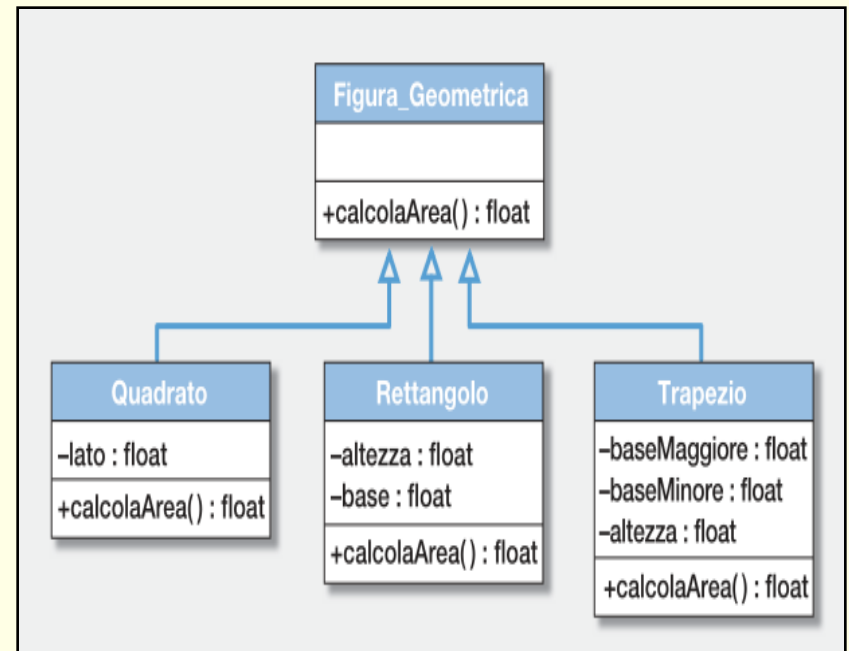 Figura_Geometrica
+calcolaArea() : float
Quadrato
–lato : float
+calcolaArea() : float
Rettangolo
–altezza : float
–base : float
+calcolaArea() : float
Trapezio
–baseMaggiore : float
–baseMinore : float
–altezza : float
+calcolaArea() : float